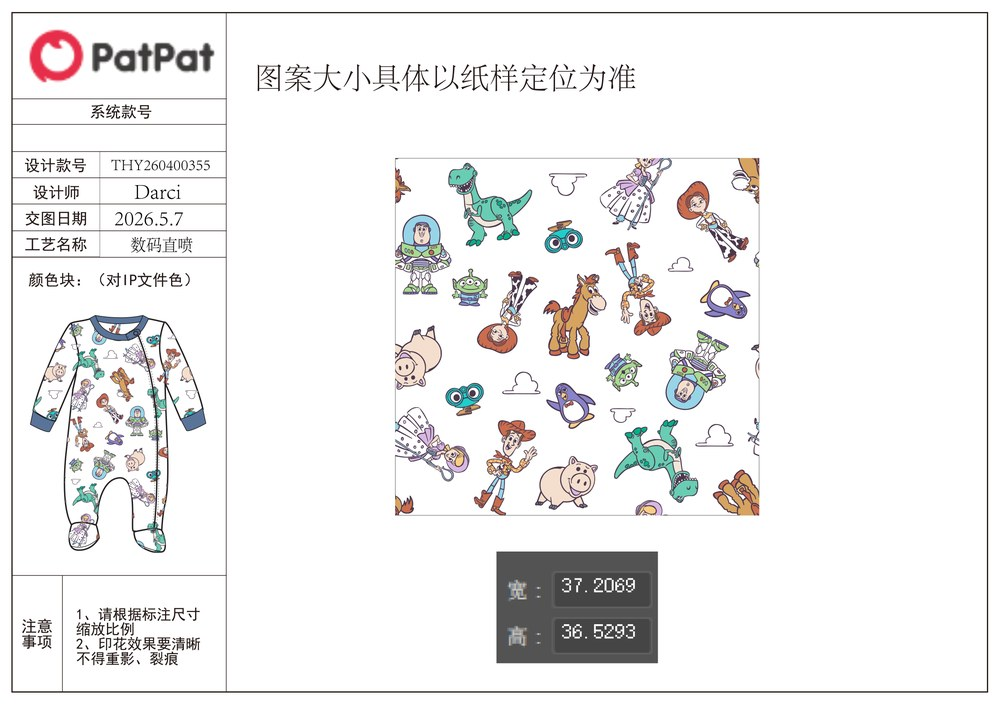 PatPat
图案大小具体以纸样定位为准
系统款号
设计款号 THY260400355
设计师 Darci
交图日期 2026.5.7
工艺名称 数码直喷
颜色块：（对IP文件色）
宽： 37.2069
高： 36.5293
注意事项
1、请根据标注尺寸
缩放比例
2、印花效果要清晰
不得重影、裂痕